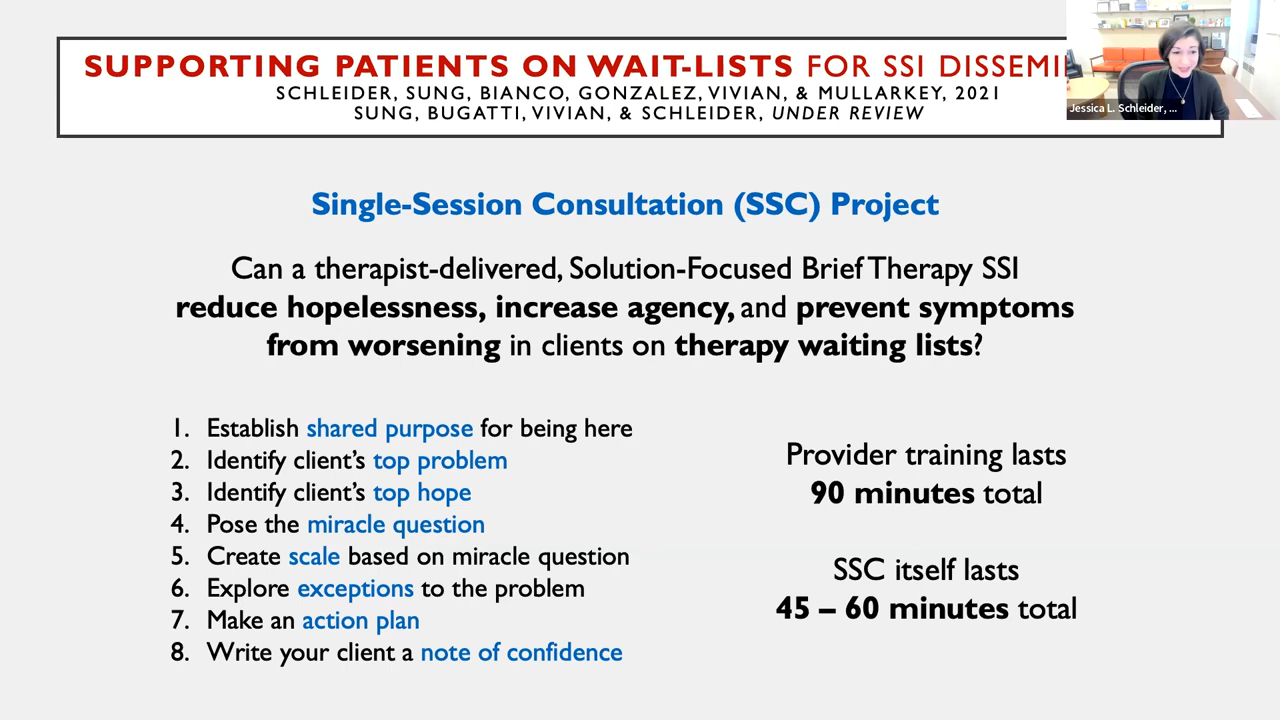 SUPPORTING PATIENTS ON WAIT-LISTS FOR SSI DISSEMI
SCHLEIDER, SUNG, BIANCO, GONZALEZ, VIVIAN, & MULLARKEY, 2021
SUNG, BUGATTI, VIVIAN, & SCHLEIDER, UNDER REVIEW
Jessica L. Schleider, ...
Single-Session Consultation (SSC) Project
Can a therapist-delivered, Solution-Focused Brief Therapy SSI
reduce hopelessness, increase agency, and prevent symptoms
from worsening in clients on therapy waiting lists?
1. Establish shared purpose for being here
2. Identify client's top problem
3. Identify client's top hope
4. Pose the miracle question
5. Create scale based on miracle question
6. Explore exceptions to the problem
7. Make an action plan
8. Write your client a note of confidence
Provider training lasts
90 minutes total
SSC itself lasts
45 – 60 minutes total